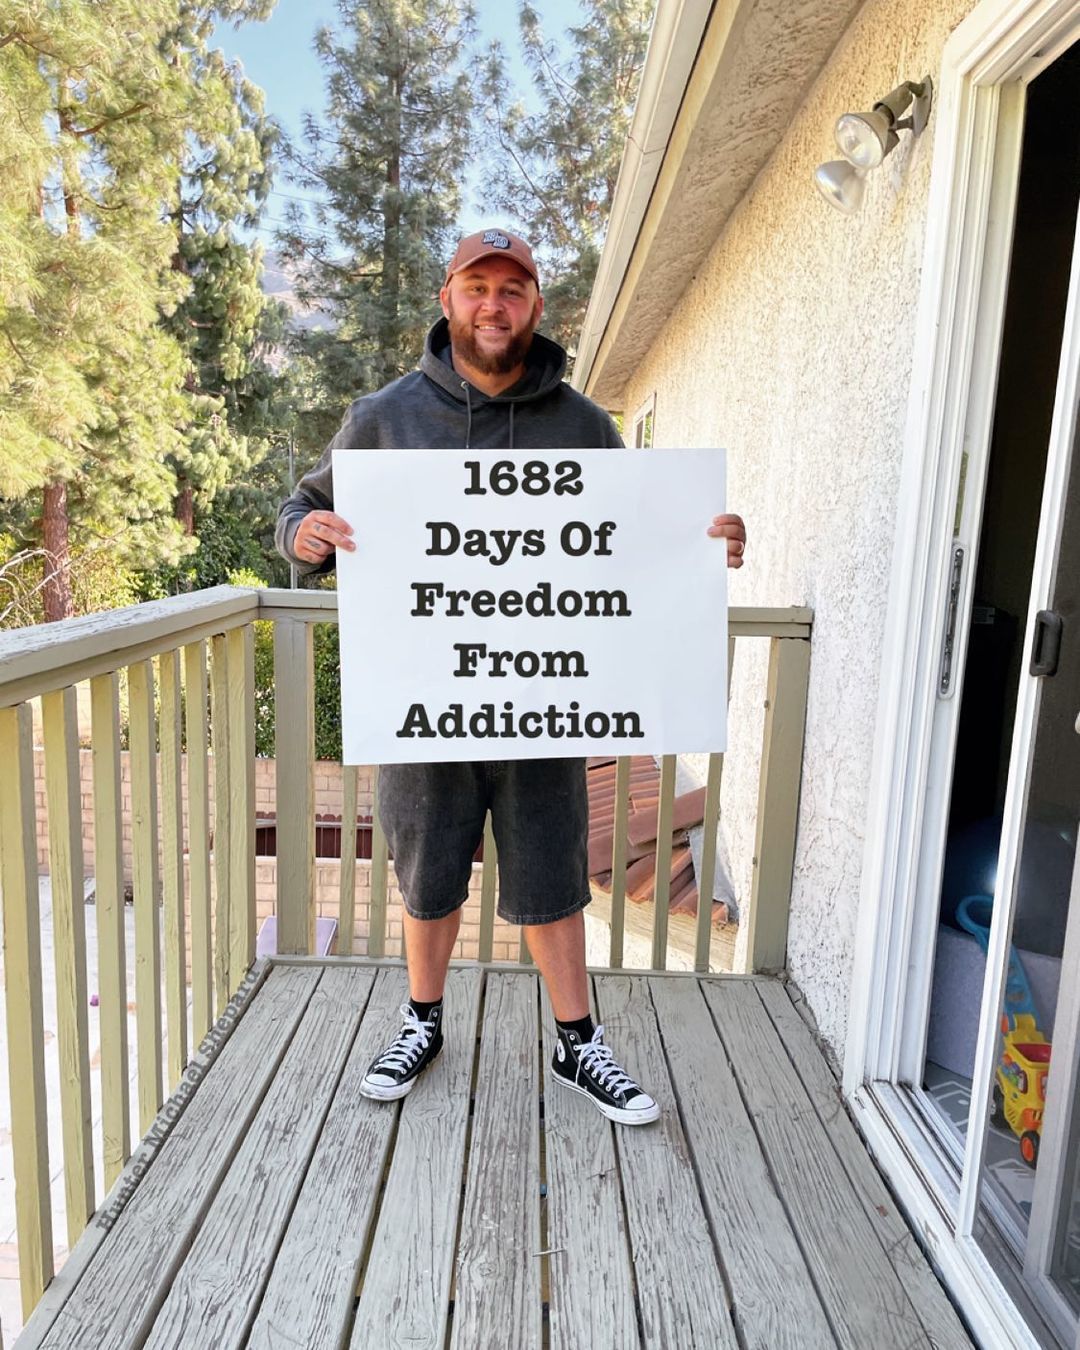 1682
Days Of
Freedom
From
Addiction
Hunter Michael Shepard